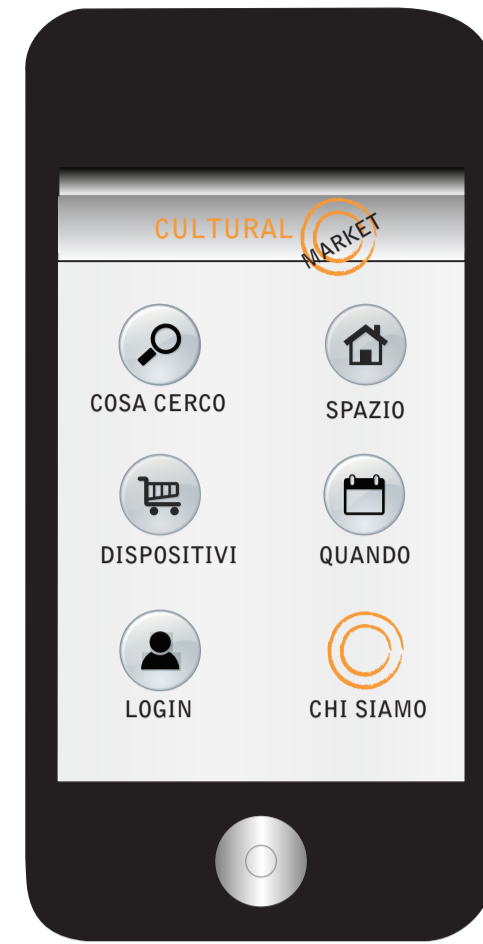 CULTURAL MARKET
COSA CERCO
SPAZIO
DISPOSITIVI
QUANDO
LOGIN
CHI SIAMO